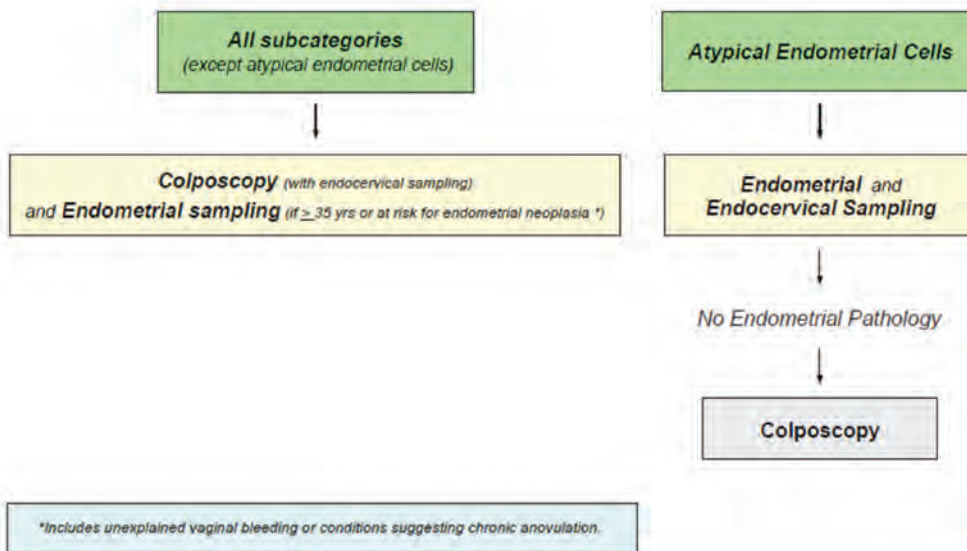 All subcategories
(except atypical endometrial cells)
Colposcopy (with endocervical sampling)
and Endometrial sampling (if ≥ 35 yrs or at risk for endometrial neoplasia *)
Atypical Endometrial Cells
Endometrial and
Endocervical Sampling
No Endometrial Pathology
Colposcopy
*Includes unexplained vaginal bleeding or conditions suggesting chronic anovulation.